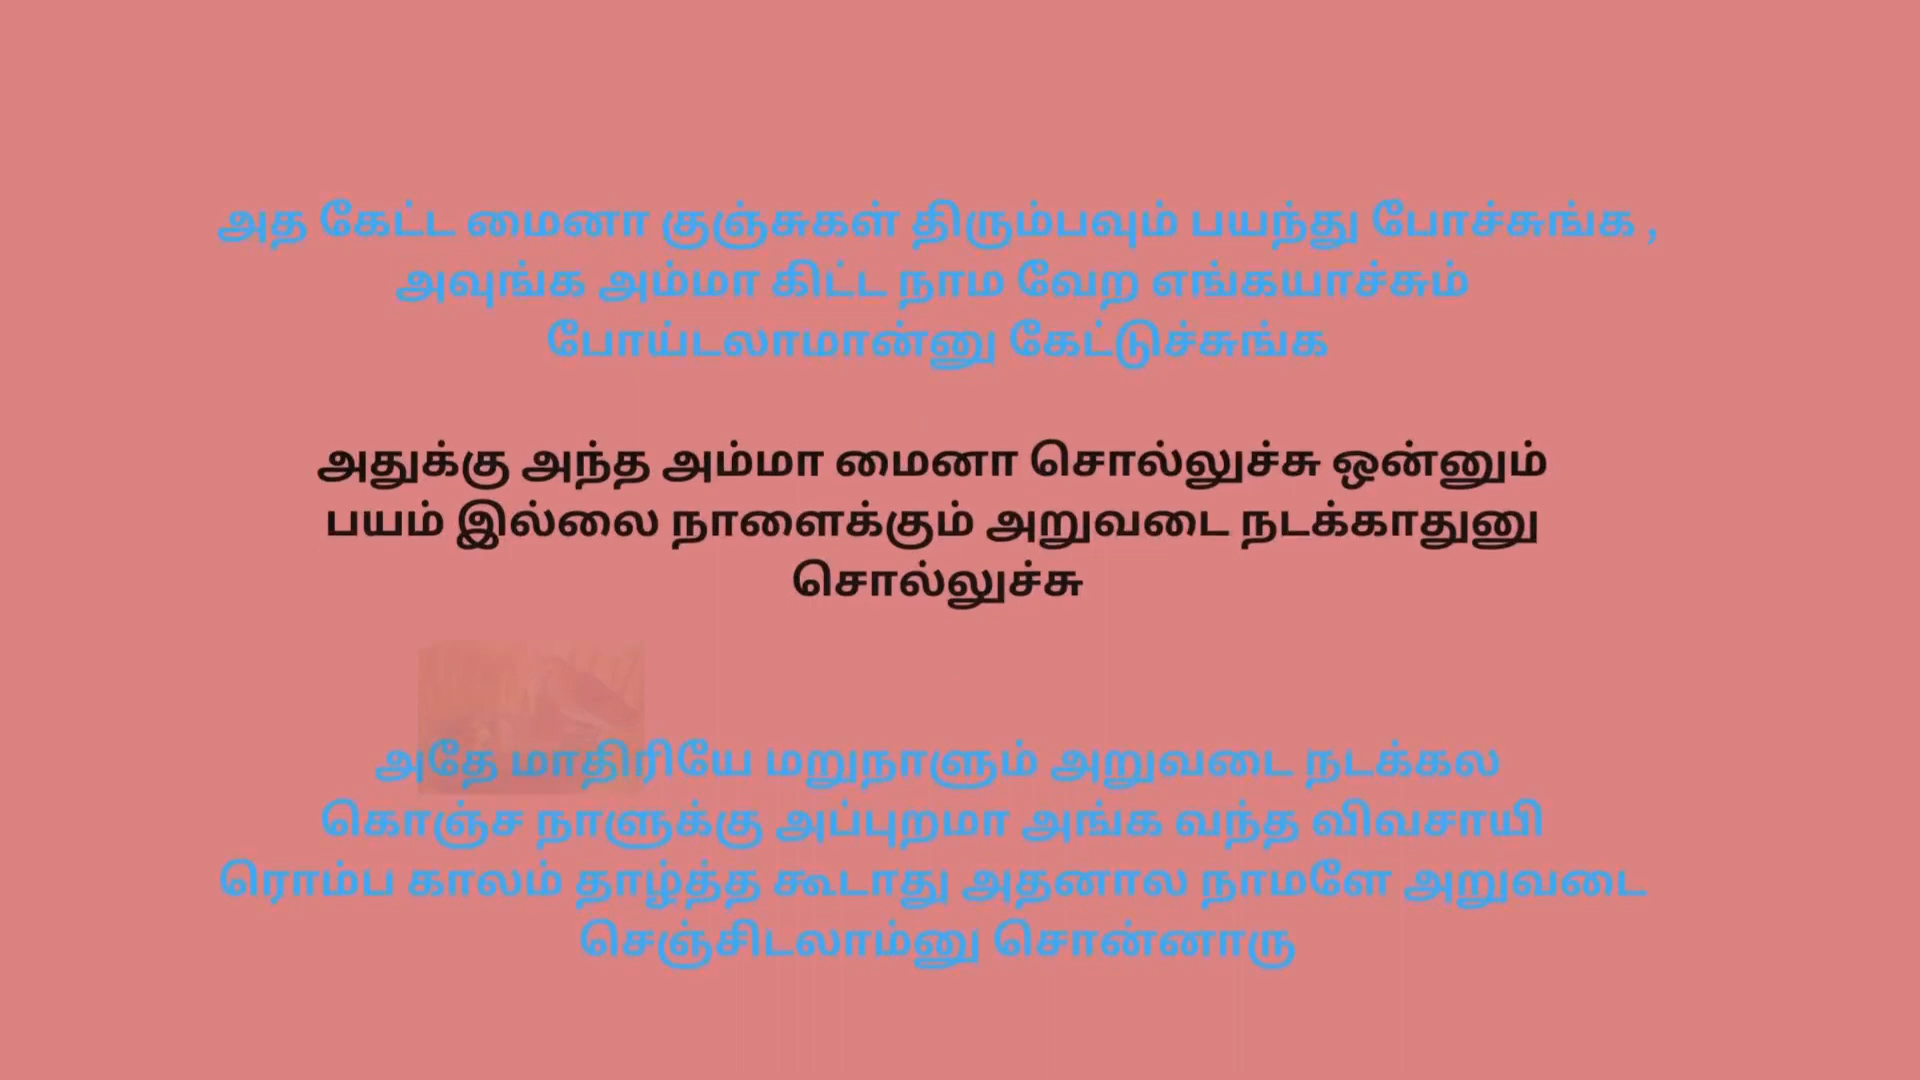 அத கேட்ட மைனா குஞ்சுகள் திரும்பவும் பயந்து போச்சுங்க ,
அவுங்க அம்மா கிட்ட நாம வேற எங்கயாச்சும்
போய்டலாமான்னு கேட்டுச்சுங்க
அதுக்கு அந்த அம்மா மைனா சொல்லுச்சு ஒன்னும்
பயம் இல்லை நாளைக்கும் அறுவடை நடக்காதுனு
சொல்லுச்சு
அதே மாதிரியே மறுநாளும் அறுவடை நடக்கல
கொஞ்ச நாளுக்கு அப்புறமா அங்க வந்த விவசாயி
ரொம்ப காலம் தாழ்த்த கூடாது அதனால நாமளே அறுவடை
செஞ்சிடலாம்னு சொன்னாரு